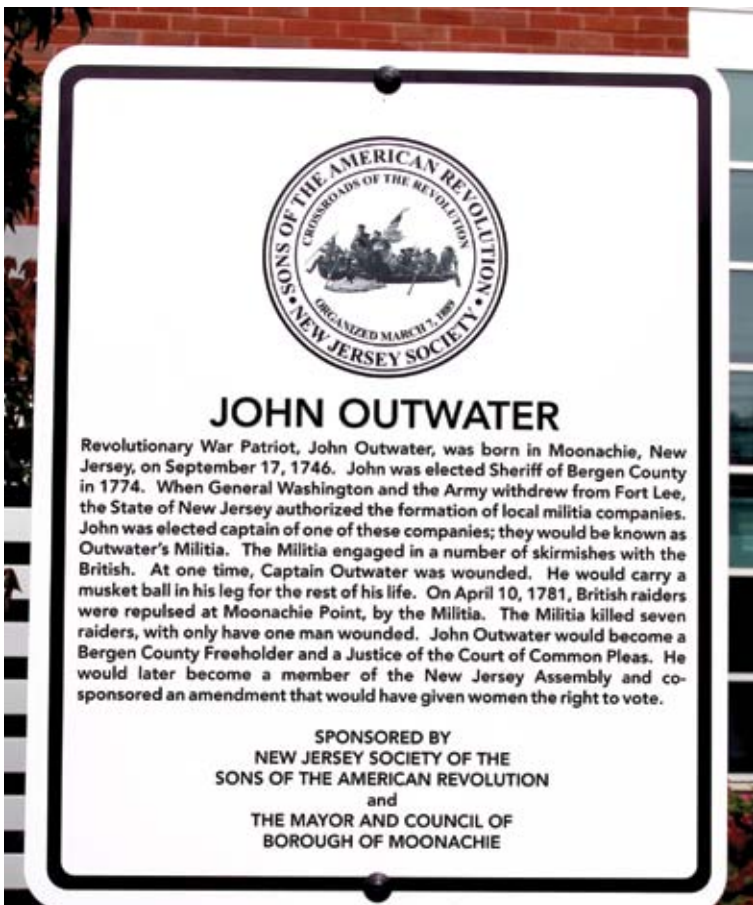 SONS OF THE AMERICAN REVOLUTION
CROSSROADS OF THE REVOLUTION
ORGANIZED MARCH 7, 1889
NEW JERSEY SOCIETY
JOHN OUTWATER
Revolutionary War Patriot, John Outwater, was born in Moonachie, New
Jersey, on September 17, 1746. John was elected Sheriff of Bergen County
in 1774. When General Washington and the Army withdrew from Fort Lee,
the State of New Jersey authorized the formation of local militia companies.
John was elected captain of one of these companies; they would be known as
Outwater's Militia. The Militia engaged in a number of skirmishes with the
British. At one time, Captain Outwater was wounded. He would carry a
musket ball in his leg for the rest of his life. On April 10, 1781, British raiders
were repulsed at Moonachie Point, by the Militia. The Militia killed seven
raiders, with only have one man wounded. John Outwater would become a
Bergen County Freeholder and a Justice of the Court of Common Pleas. He
would later become a member of the New Jersey Assembly and co-
sponsored an amendment that would have given women the right to vote.
SPONSORED BY
NEW JERSEY SOCIETY OF THE
SONS OF THE AMERICAN REVOLUTION
and
THE MAYOR AND COUNCIL OF
BOROUGH OF MOONACHIE